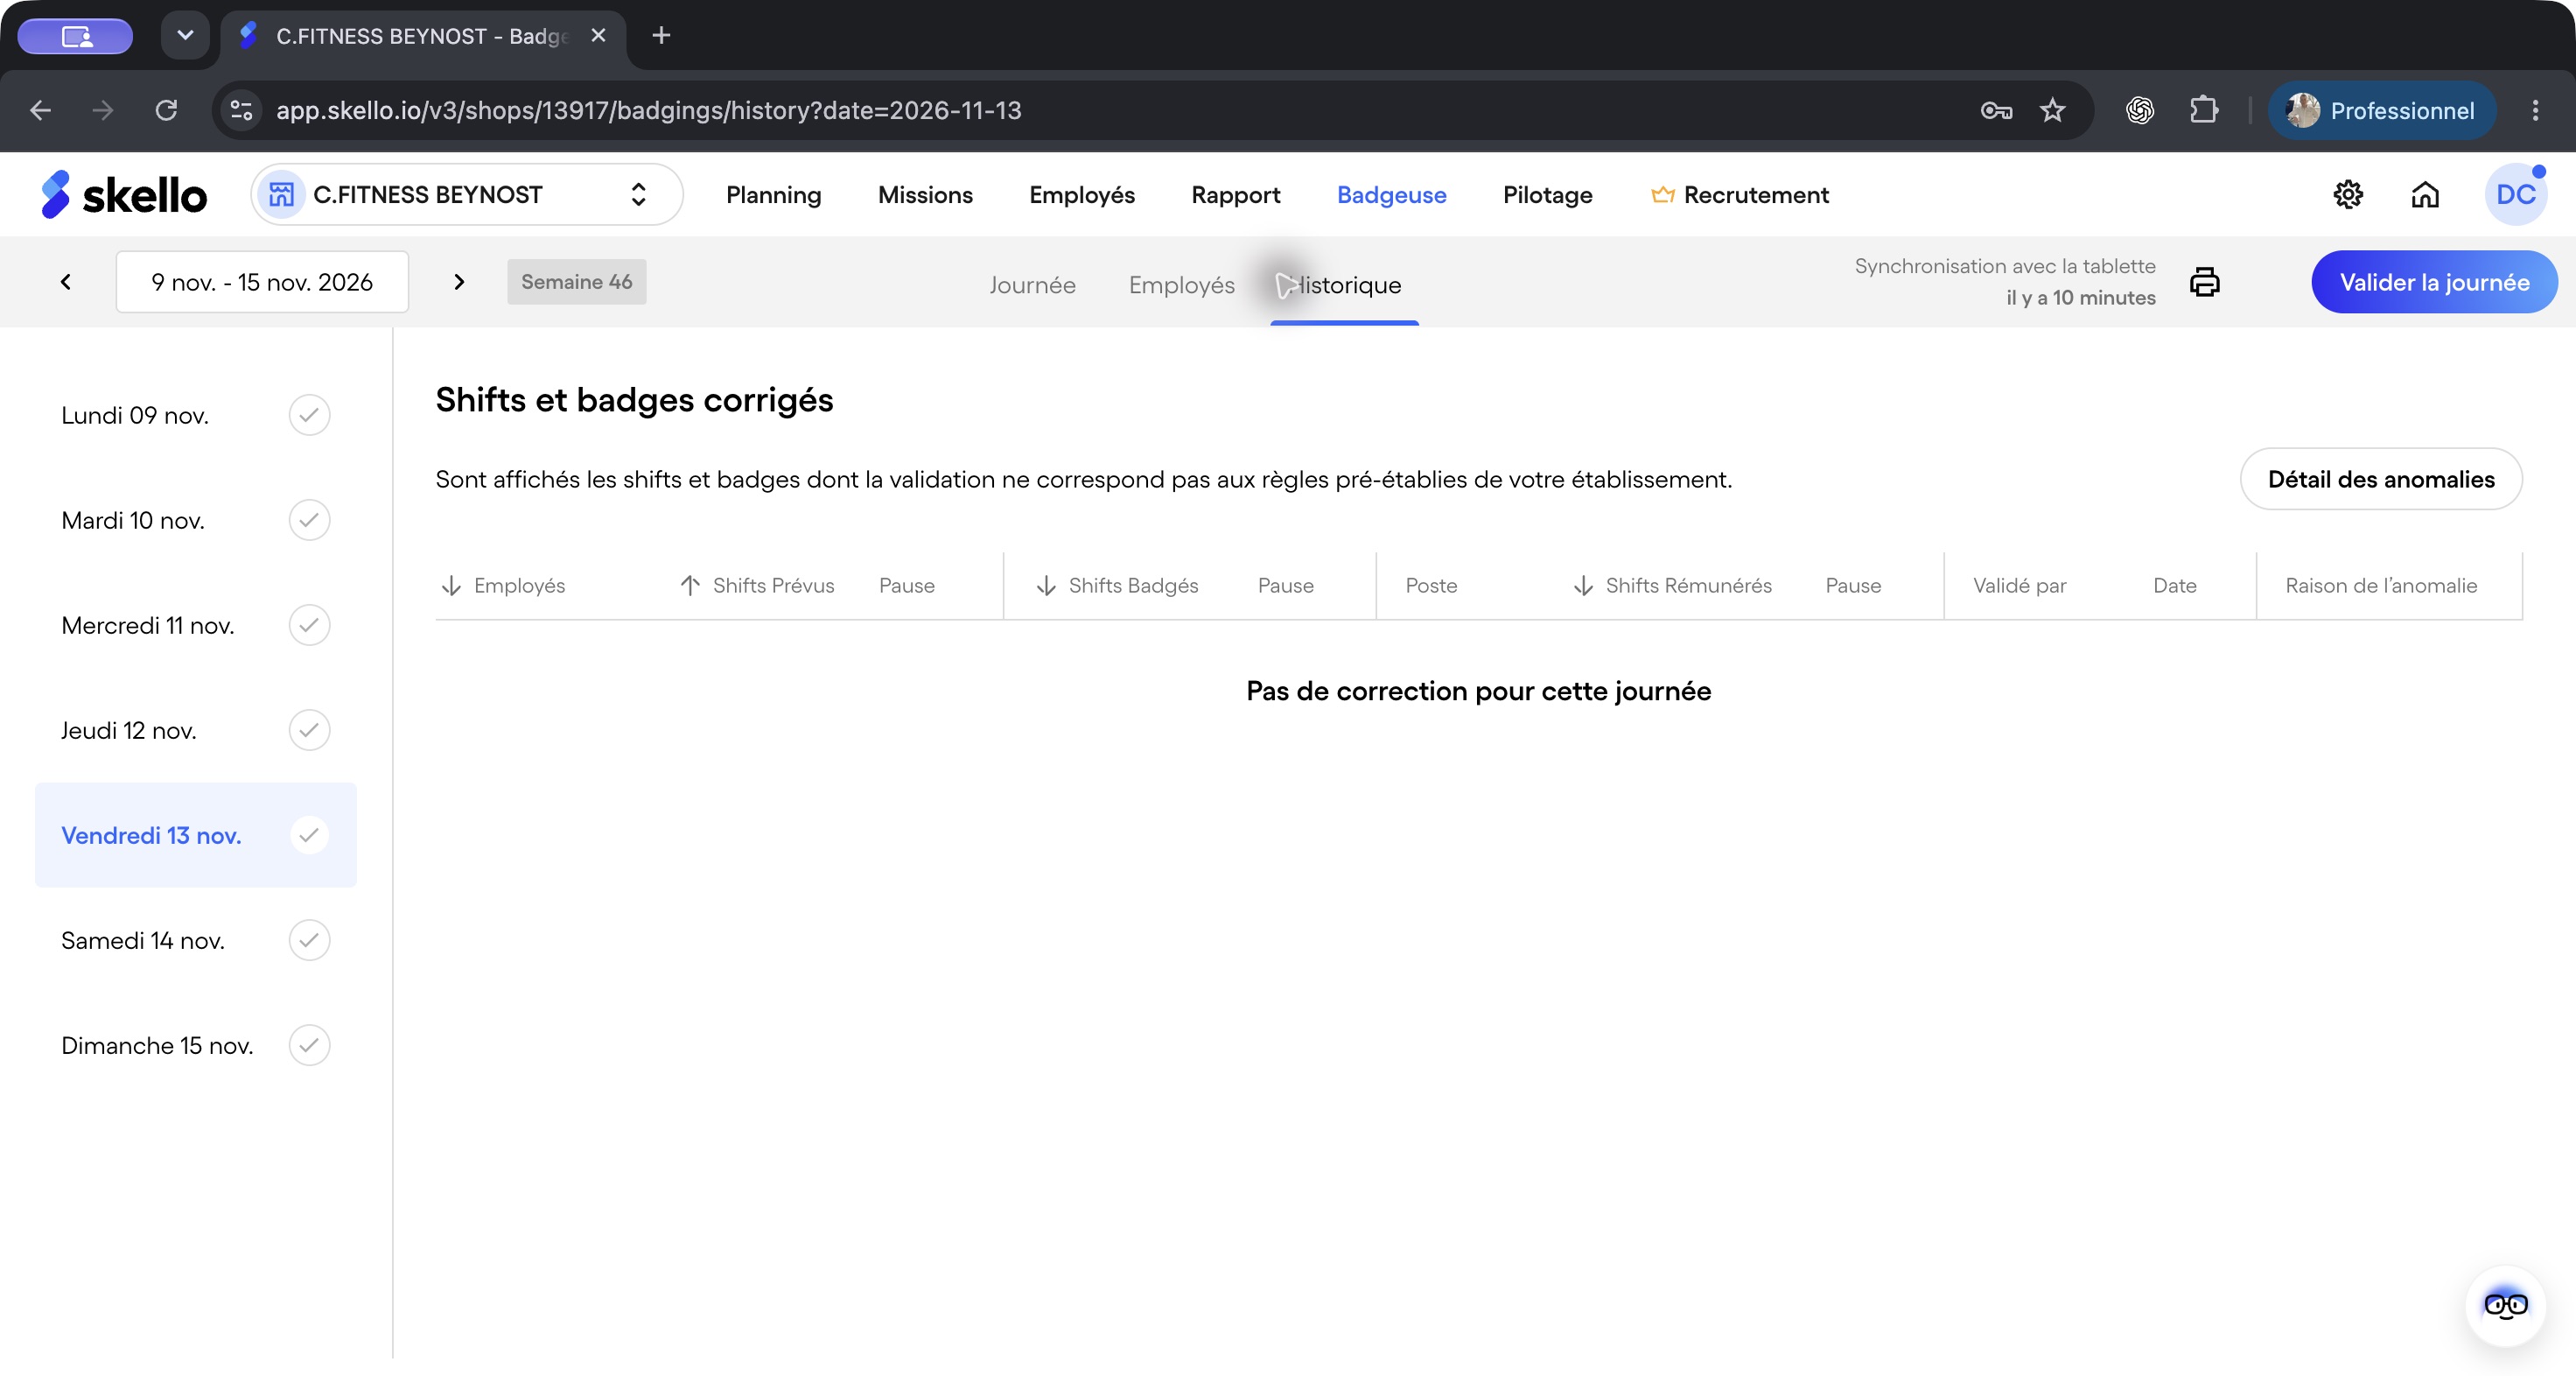 C.FITNESS BEYNOST - Badge
app.skello.io/v3/shops/13917/badgings/history?date=2026-11-13
Professionnel
skello
C.FITNESS BEYNOST
Planning
Missions
Employés
Rapport
Badgeuse
Pilotage
Recrutement
DC
9 nov. - 15 nov. 2026
Semaine 46
Journée
Employés
Historique
Synchronisation avec la tablette
il y a 10 minutes
Valider la journée
Lundi 09 nov.
Mardi 10 nov.
Mercredi 11 nov.
Jeudi 12 nov.
Vendredi 13 nov.
Samedi 14 nov.
Dimanche 15 nov.
Shifts et badges corrigés
Sont affichés les shifts et badges dont la validation ne correspond pas aux règles pré-établies de votre établissement.
Détail des anomalies
Employés
Shifts Prévus
Pause
Shifts Badgés
Pause
Poste
Shifts Rémunérés
Pause
Validé par
Date
Raison de l'anomalie
Pas de correction pour cette journée